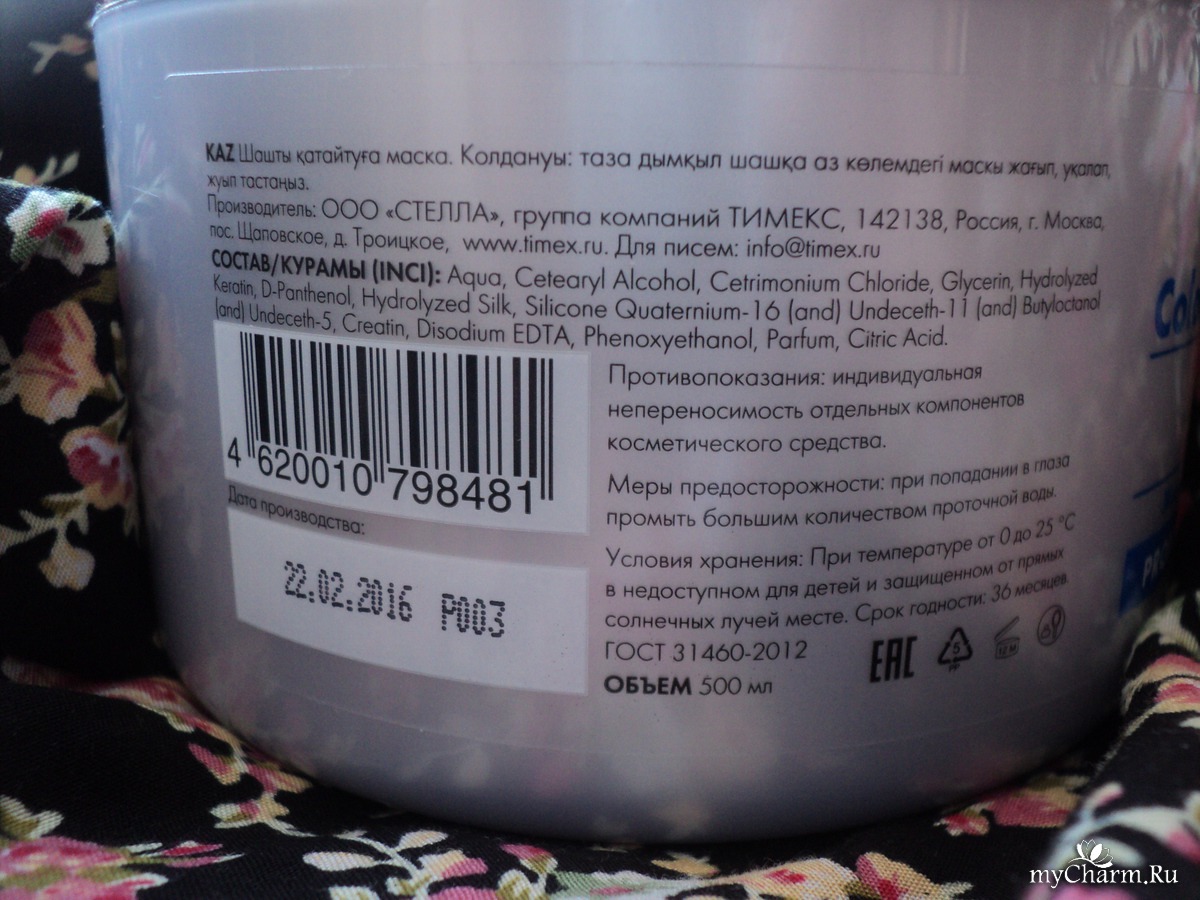 KAZ Шашты қатайтуға маска. Колдануы: таза дымқыл шашқа аз көлемдегі маскы жағып, уқалап,
жуып тастаңыз.
Производитель: ООО «СТЕЛЛА», группа компаний ТИМЕКС, 142138, Россия, г. Москва,
пос. Щаповское, д. Троицкое, www.timex.ru. Для писем: info@timex.ru
СОСТАВ/КУРАМЫ (INCI): Aqua, Cetearyl Alcohol, Cetrimonium Chloride, Glycerin, Hydrolyzed
Keratin, D-Panthenol, Hydrolyzed Silk, Silicone Quaternium-16 (and) Undeceth-11 (and) Butyloctanol
(and) Undeceth-5, Creatin, Disodium EDTA, Phenoxyethanol, Parfum, Citric Acid.
4 620010 798481
Дата производства:
22.02.2016 P003
Противопоказания: индивидуальная
непереносимость отдельных компонентов
косметического средства.
Меры предосторожности: при попадании в глаза
промыть большим количеством проточной воды.
Условия хранения: При температуре от 0 до 25 °C
в недоступном для детей и защищенном от прямых
солнечных лучей месте. Срок годности: 36 месяцев.
ГОСТ 31460-2012
ОБЪЕМ 500 мл
EAC
5
PP
12 M
myCharm.Ru